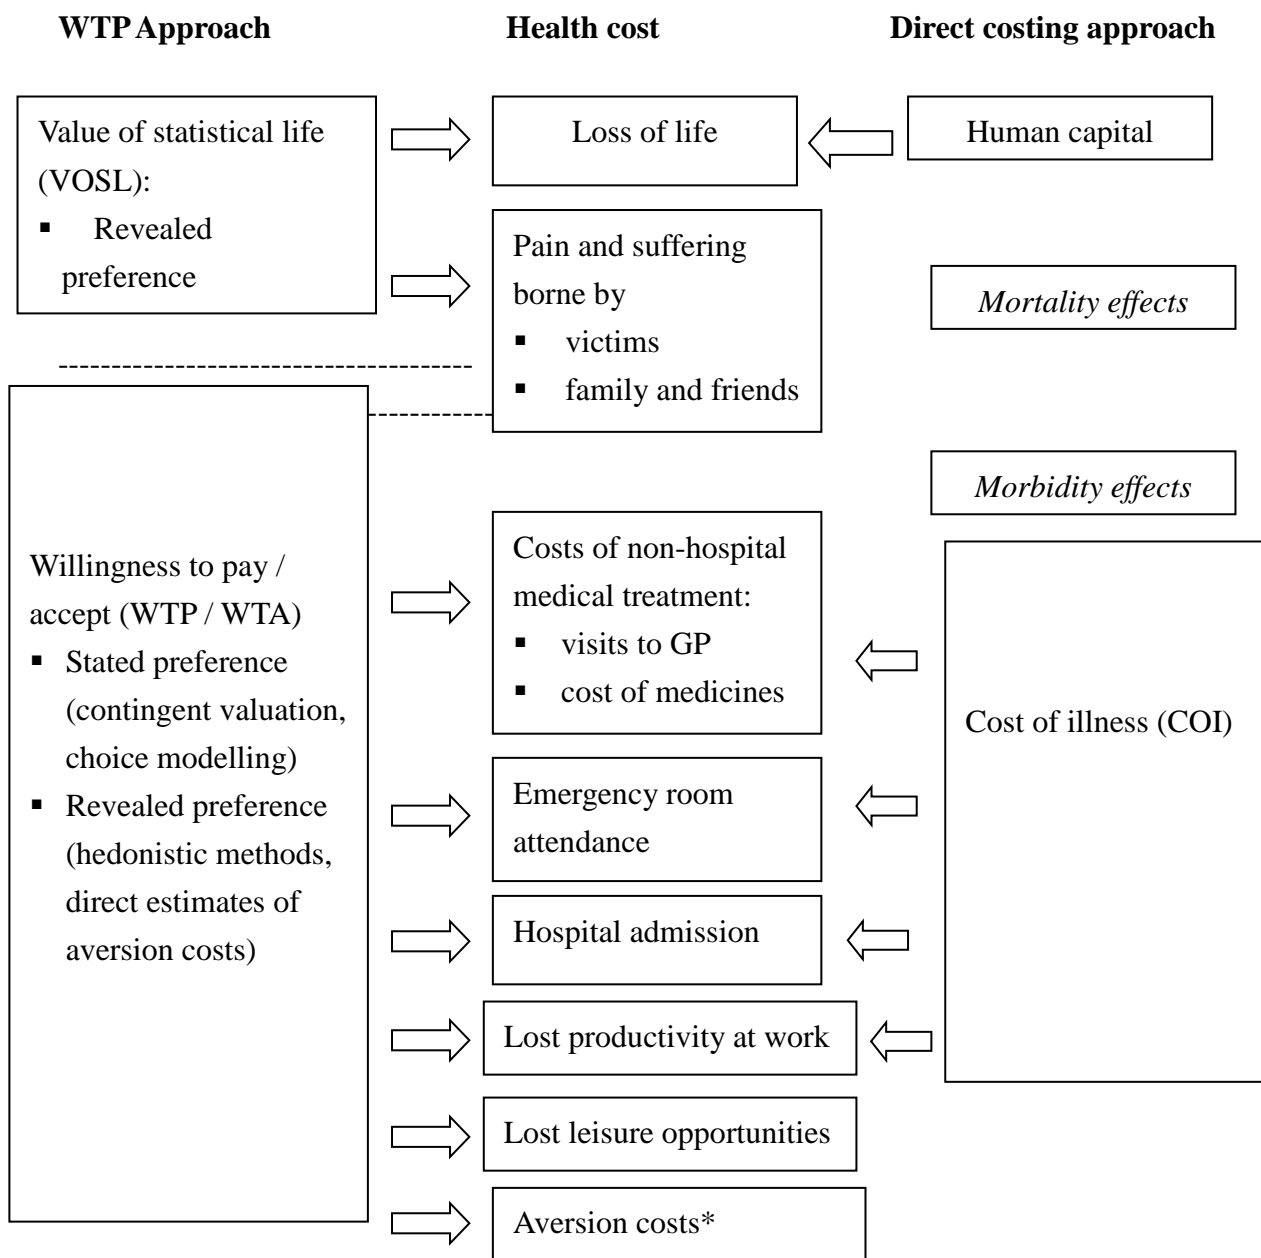 WTP Approach
Health cost
Direct costing approach
Value of statistical life
(VOSL):
▪ Revealed
preference
Loss of life
Human capital
Pain and suffering
borne by
▪ victims
▪ family and friends
Mortality effects
Morbidity effects
Willingness to pay /
accept (WTP / WTA)
▪ Stated preference
(contingent valuation,
choice modelling)
▪ Revealed preference
(hedonistic methods,
direct estimates of
aversion costs)
Costs of non-hospital
medical treatment:
▪ visits to GP
▪ cost of medicines
Cost of illness (COI)
Emergency room
attendance
Hospital admission
Lost productivity at work
Lost leisure opportunities
Aversion costs*